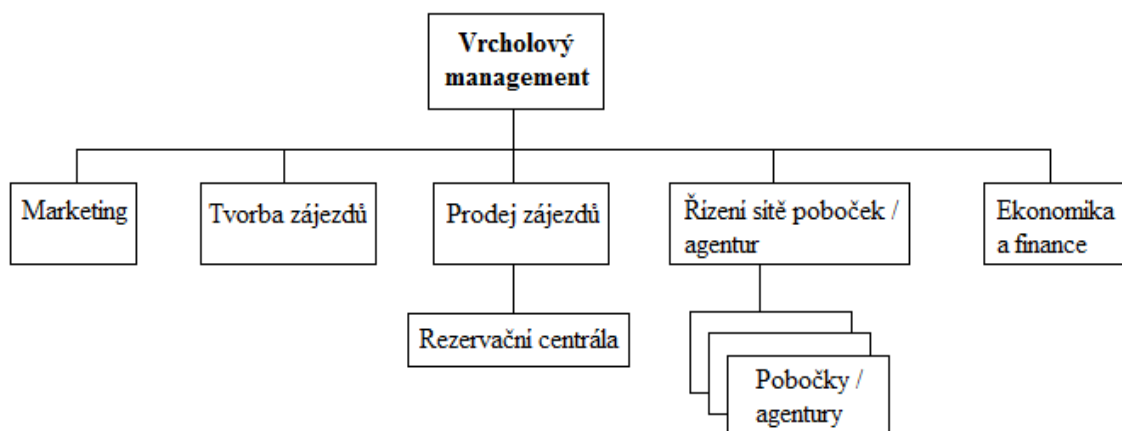 Vrcholový
management
Marketing
Tvorba zájezdů
Prodej zájezdů
Řízení sítě poboček /
agentur
Ekonomika
a finance
Rezervační centrála
Pobočky /
agentury